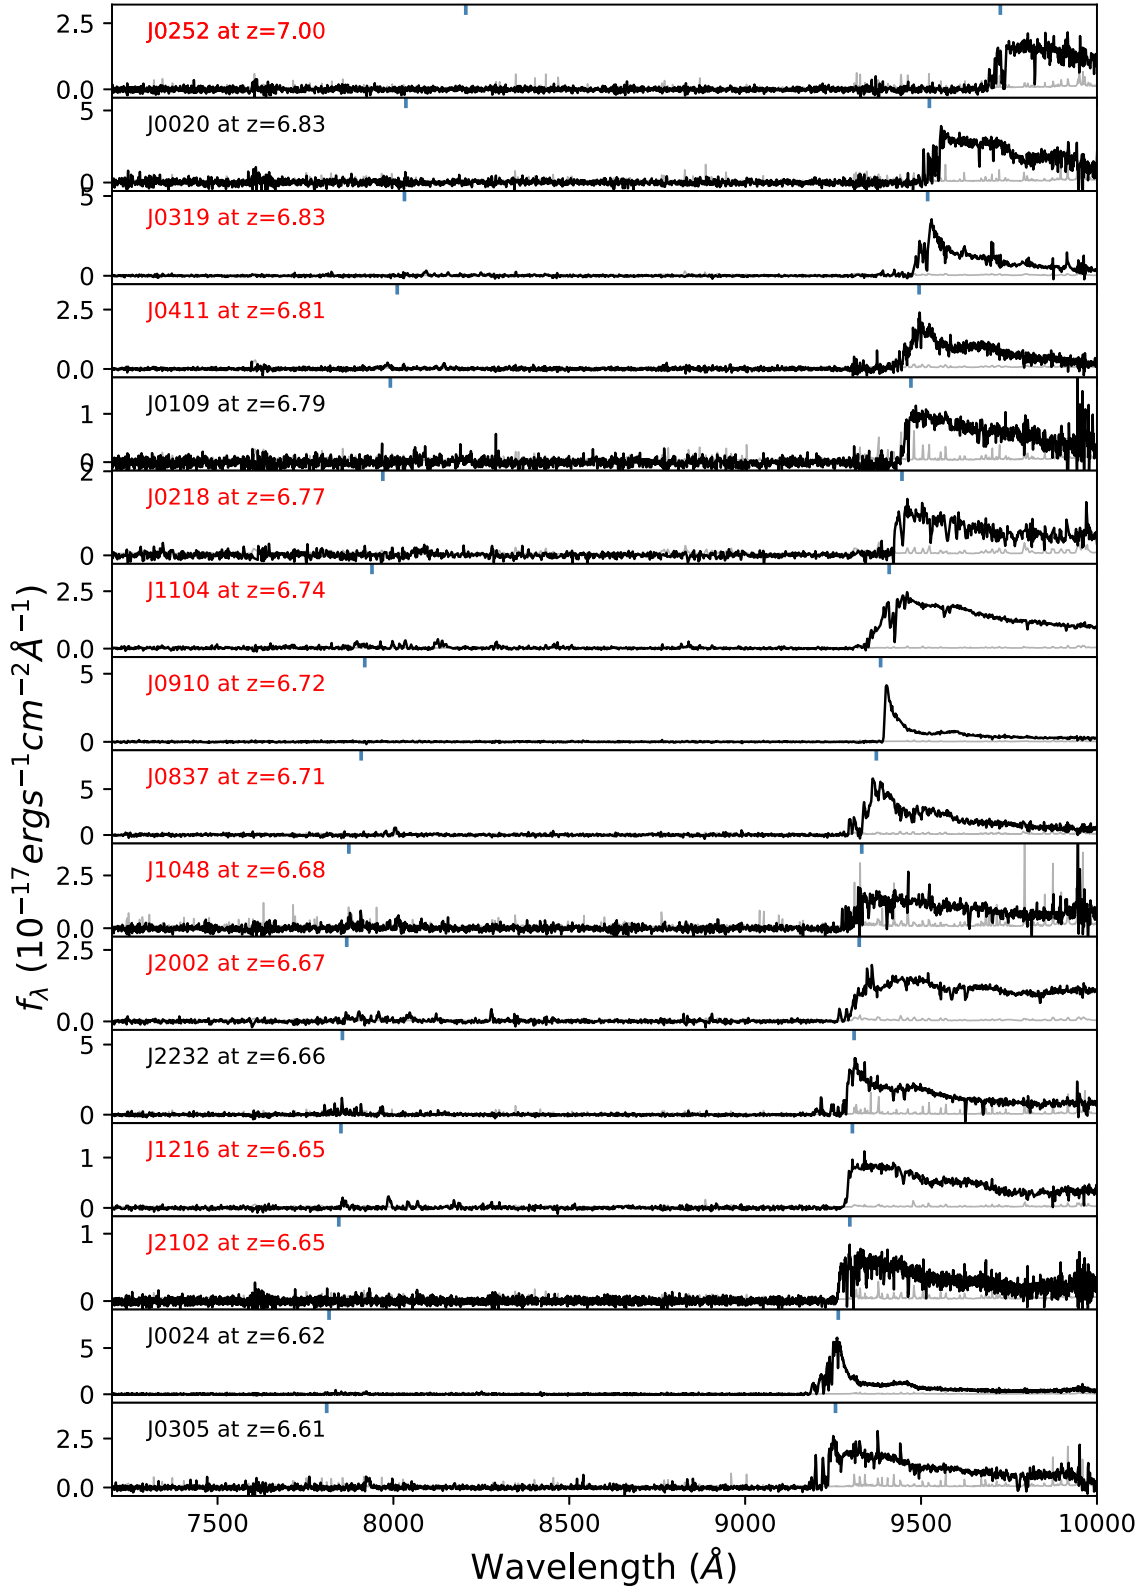 2.5
0.0
J0252 at z=7.00
5
0
J0020 at z=6.83
5
0
J0319 at z=6.83
2.5
0.0
J0411 at z=6.81
1
0
J0109 at z=6.79
2
0
J0218 at z=6.77
2.5
0.0
J1104 at z=6.74
5
0
J0910 at z=6.72
5
0
J0837 at z=6.71
2.5
0.0
J1048 at z=6.68
2.5
0.0
J2002 at z=6.67
5
0
J2232 at z=6.66
1
0
J1216 at z=6.65
1
0
J2102 at z=6.65
5
0
J0024 at z=6.62
2.5
0.0
J0305 at z=6.61
f_λ (10⁻¹⁷ergs⁻¹cm⁻²Å⁻¹)
7500 8000 8500 9000 9500 10000
Wavelength (Å)